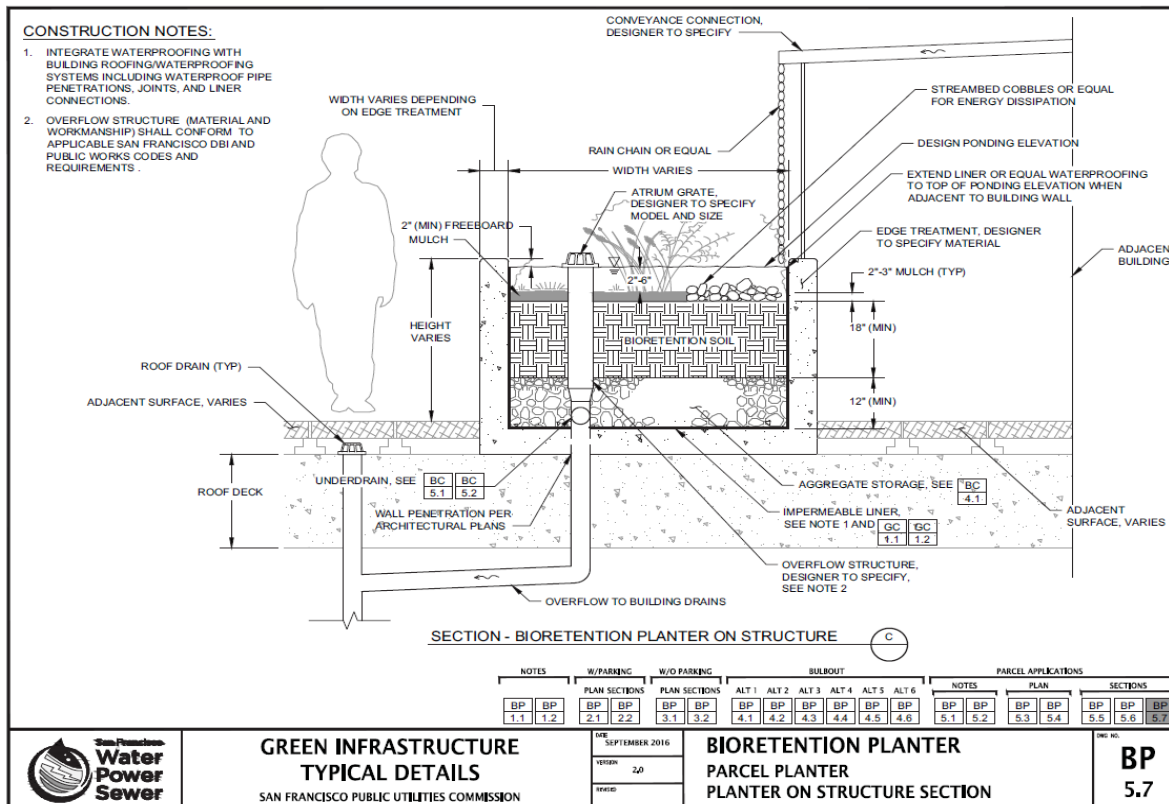 CONSTRUCTION NOTES:
1. INTEGRATE WATERPROOFING WITH
BUILDING ROOFING/WATERPROOFING
SYSTEMS INCLUDING WATERPROOF PIPE
PENETRATIONS, JOINTS, AND LINER
CONNECTIONS.
2. OVERFLOW STRUCTURE (MATERIAL AND
WORKMANSHIP) SHALL CONFORM TO
APPLICABLE SAN FRANCISCO DBI AND
PUBLIC WORKS CODES AND
REQUIREMENTS .
CONVEYANCE CONNECTION,
DESIGNER TO SPECIFY
WIDTH VARIES DEPENDING
ON EDGE TREATMENT
STREAMBED COBBLES OR EQUAL
FOR ENERGY DISSIPATION
RAIN CHAIN OR EQUAL
DESIGN PONDING ELEVATION
WIDTH VARIES
EXTEND LINER OR EQUAL WATERPROOFING
TO TOP OF PONDING ELEVATION WHEN
ADJACENT TO BUILDING WALL
ATRIUM GRATE,
DESIGNER TO SPECIFY
MODEL AND SIZE
2" (MIN) FREEBOARD
MULCH
EDGE TREATMENT, DESIGNER
TO SPECIFY MATERIAL
ADJACEN
BUILDING
2"-6"
2"-3" MULCH (TYP)
HEIGHT
VARIES
18" (MIN)
BIORETENTION SOIL
ROOF DRAIN (TYP)
ADJACENT SURFACE, VARIES
12" (MIN)
ROOF DECK
UNDERDRAIN, SEE
BC BC
5.1 5.2
AGGREGATE STORAGE, SEE
BC
4.1
WALL PENETRATION PER
ARCHITECTURAL PLANS
IMPERMEABLE LINER,
SEE NOTE 1 AND
GC GC
1.1 1.2
ADJACENT
SURFACE, VARIES
OVERFLOW STRUCTURE,
DESIGNER TO SPECIFY,
SEE NOTE 2
OVERFLOW TO BUILDING DRAINS
SECTION - BIORETENTION PLANTER ON STRUCTURE
C
NOTES W/PARKING W/O PARKING BULBOUT PARCEL APPLICATIONS
PLAN SECTIONS PLAN SECTIONS ALT 1 ALT 2 ALT 3 ALT 4 ALT 5 ALT 6 NOTES PLAN SECTIONS
BP BP BP BP BP BP BP BP BP BP BP BP BP BP BP BP BP BP BP
1.1 1.2 2.1 2.2 3.1 3.2 4.1 4.2 4.3 4.4 4.5 4.6 5.1 5.2 5.3 5.4 5.5 5.6 5.7
San Francisco
Water
Power
Sewer
GREEN INFRASTRUCTURE
TYPICAL DETAILS
SAN FRANCISCO PUBLIC UTILITIES COMMISSION
DATE
SEPTEMBER 2016
VERSION
2.0
REVISED
BIORETENTION PLANTER
PARCEL PLANTER
PLANTER ON STRUCTURE SECTION
DWG NO.
BP
5.7